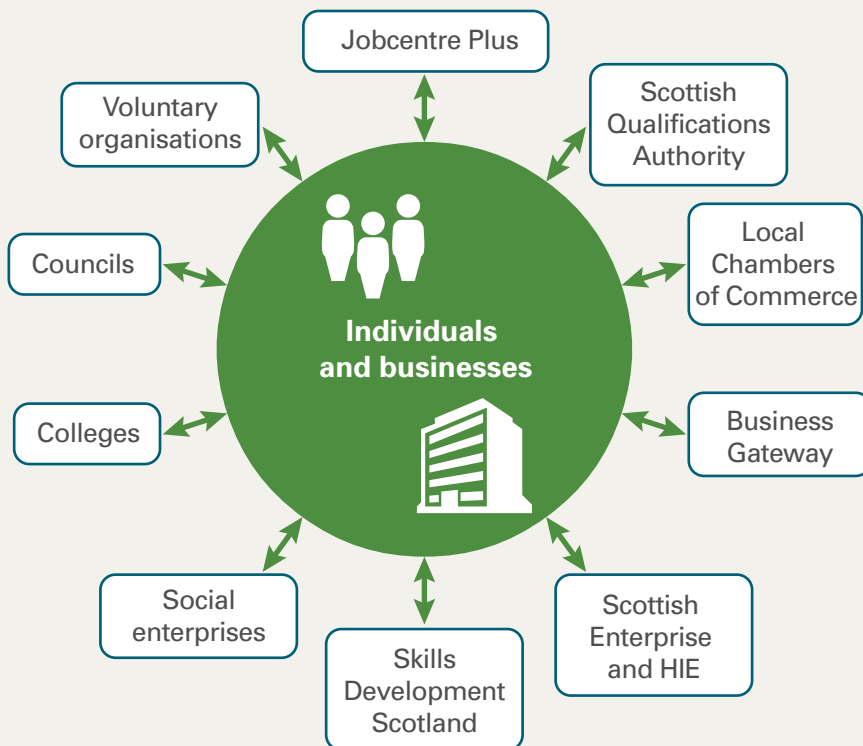 Jobcentre Plus
Voluntary
organisations
Scottish
Qualifications
Authority
Councils
Local
Chambers
of Commerce
Individuals
and businesses
Colleges
Business
Gateway
Social
enterprises
Skills
Development
Scotland
Scottish
Enterprise
and HIE